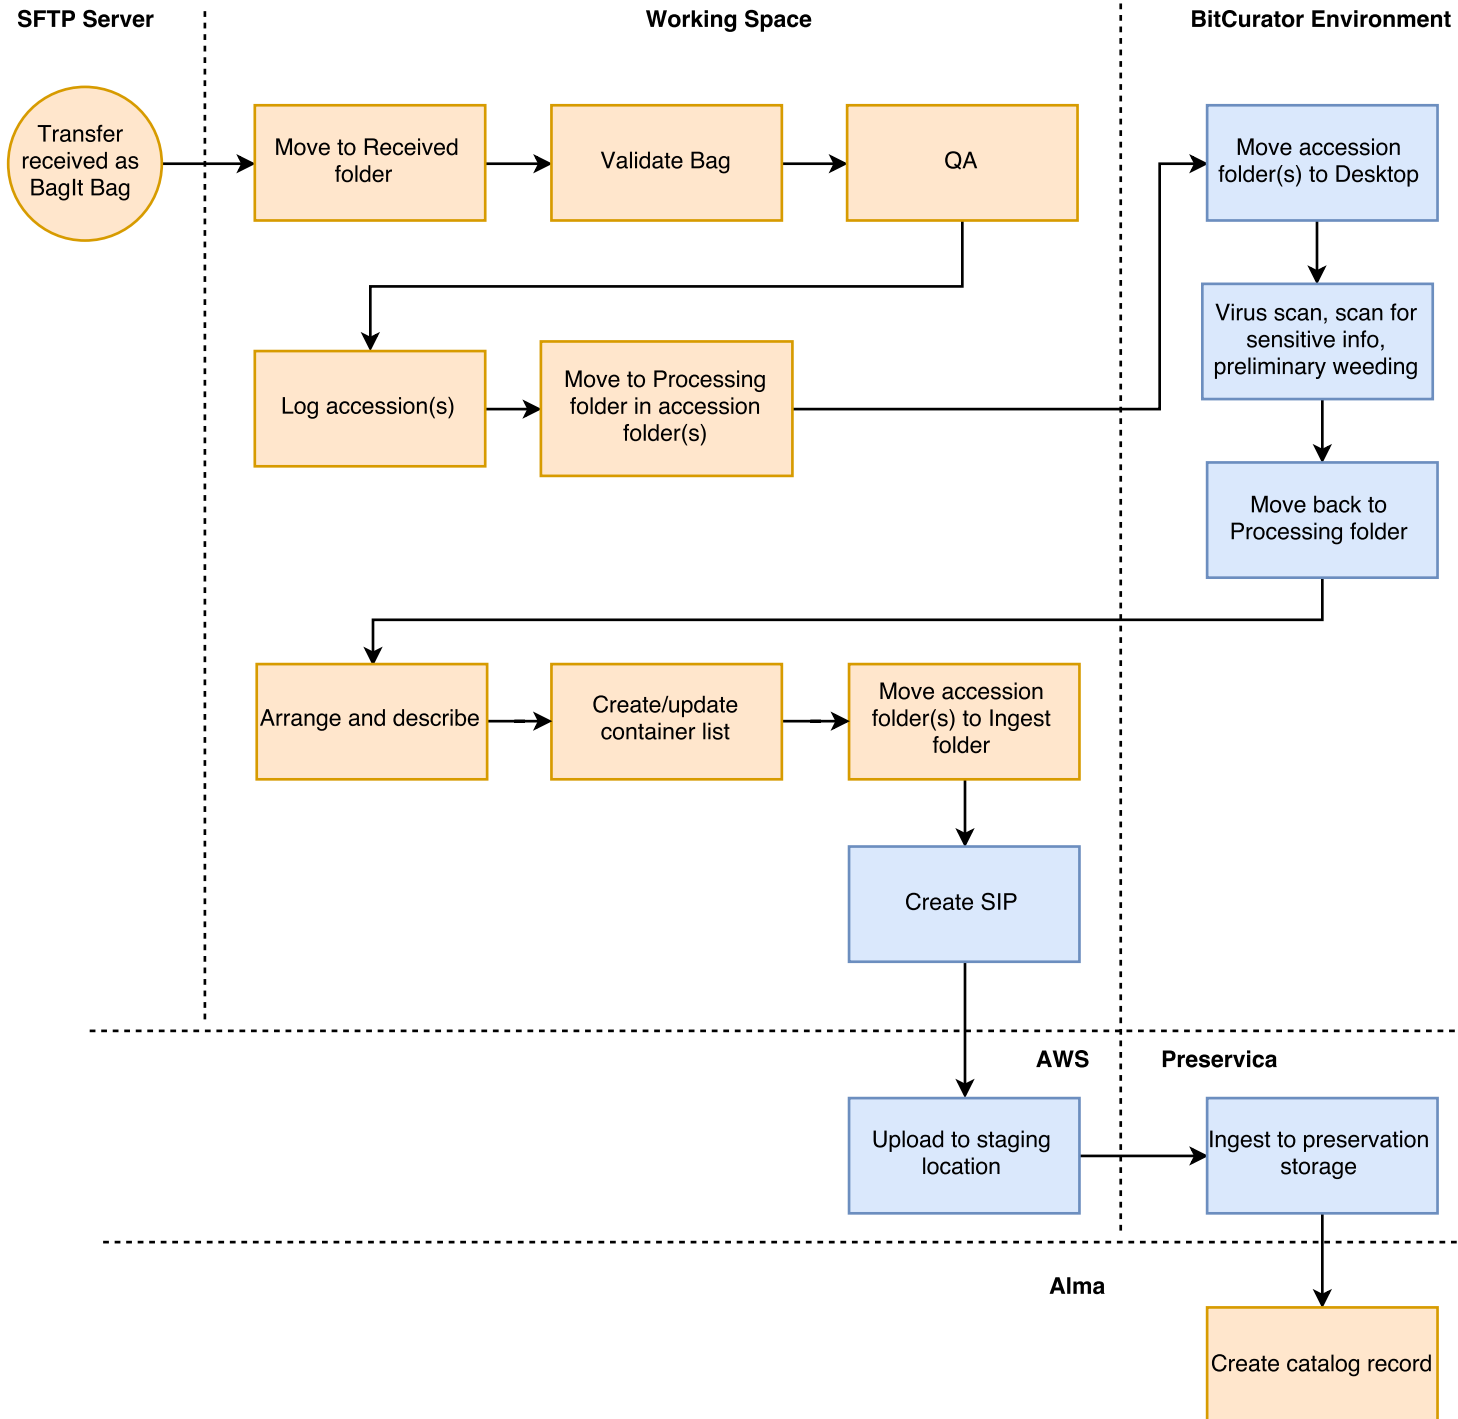 SFTP Server
Working Space
BitCurator Environment
Transfer
received as
BagIt Bag
Move to Received
folder
Validate Bag
QA
Move accession
folder(s) to Desktop
Virus scan, scan for
sensitive info,
preliminary weeding
Log accession(s)
Move to Processing
folder in accession
folder(s)
Move back to
Processing folder
Arrange and describe
Create/update
container list
Move accession
folder(s) to Ingest
folder
Create SIP
AWS
Preservica
Upload to staging
location
Ingest to preservation
storage
Alma
Create catalog record